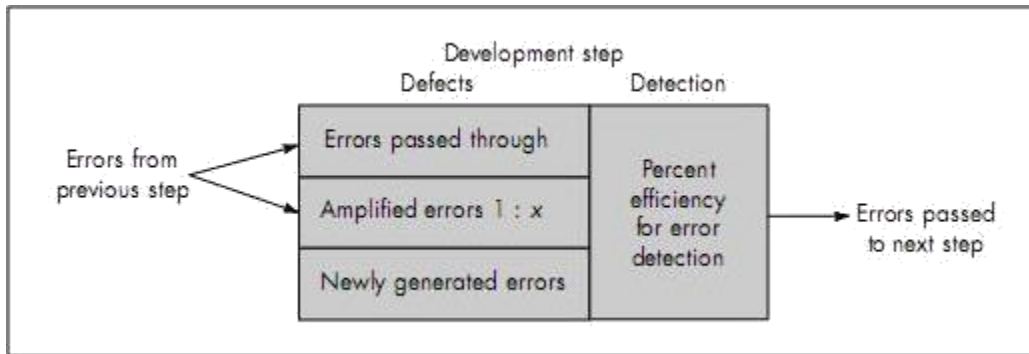 Development step
Defects
Detection
Errors from
previous step
Errors passed through
Amplified errors 1 : x
Newly generated errors
Percent
efficiency
for error
detection
Errors passed
to next step